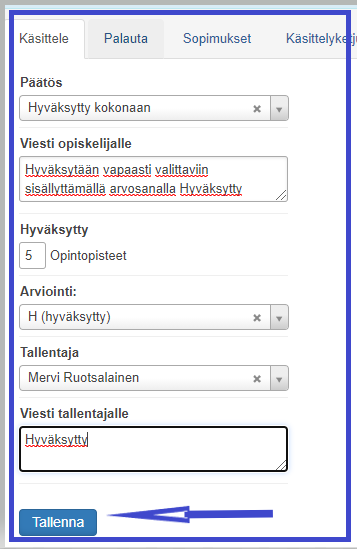 Käsittele Palauta Sopimukset Käsittelyketju
Päätös
Hyväksytty kokonaan
Viesti opiskelijalle
Hyväksytään vapaasti valittaviin
sisällyttämällä arvosanalla Hyväksytty
Hyväksytty
5 Opintopisteet
Arviointi:
H (hyväksytty)
Tallentaja
Mervi Ruotsalainen
Viesti tallentajalle
Hyväksytty
Tallenna